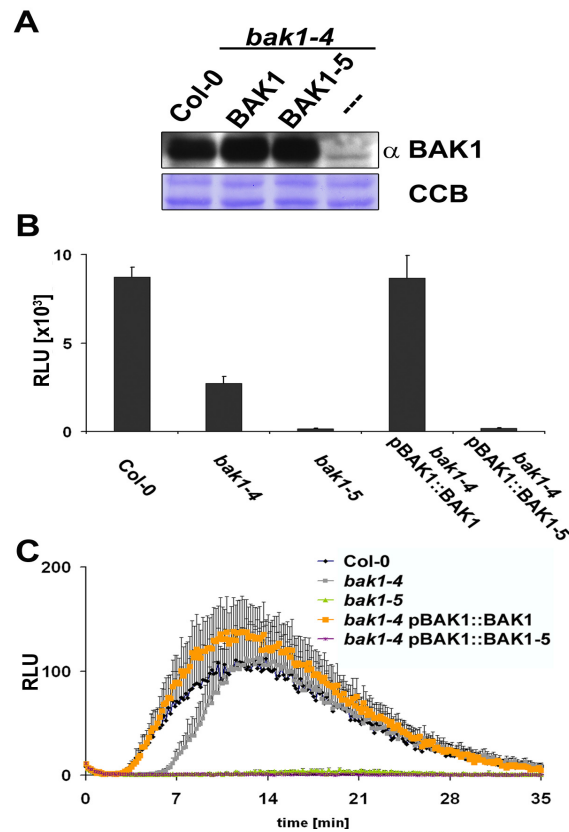 A
bak1-4
Col-0
BAK1
BAK1-5
---
α BAK1
CCB
B
RLU [x10³]
10
5
0
Col-0
bak1-4
bak1-5
bak1-4
pBAK1::BAK1
bak1-4
pBAK1::BAK1-5
C
RLU
200
100
0
Col-0
bak1-4
bak1-5
bak1-4 pBAK1::BAK1
bak1-4 pBAK1::BAK1-5
0 7 14 21 28 35
time [min]